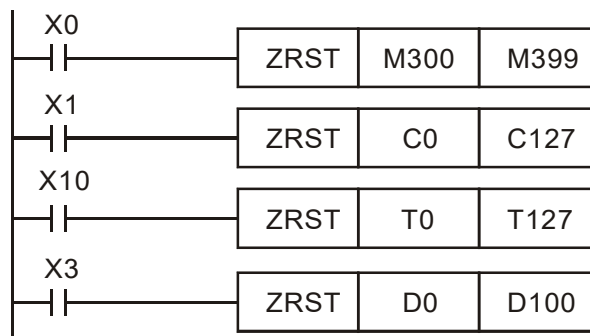 X0
ZRST M300 M399
X1
ZRST C0 C127
X10
ZRST T0 T127
X3
ZRST D0 D100